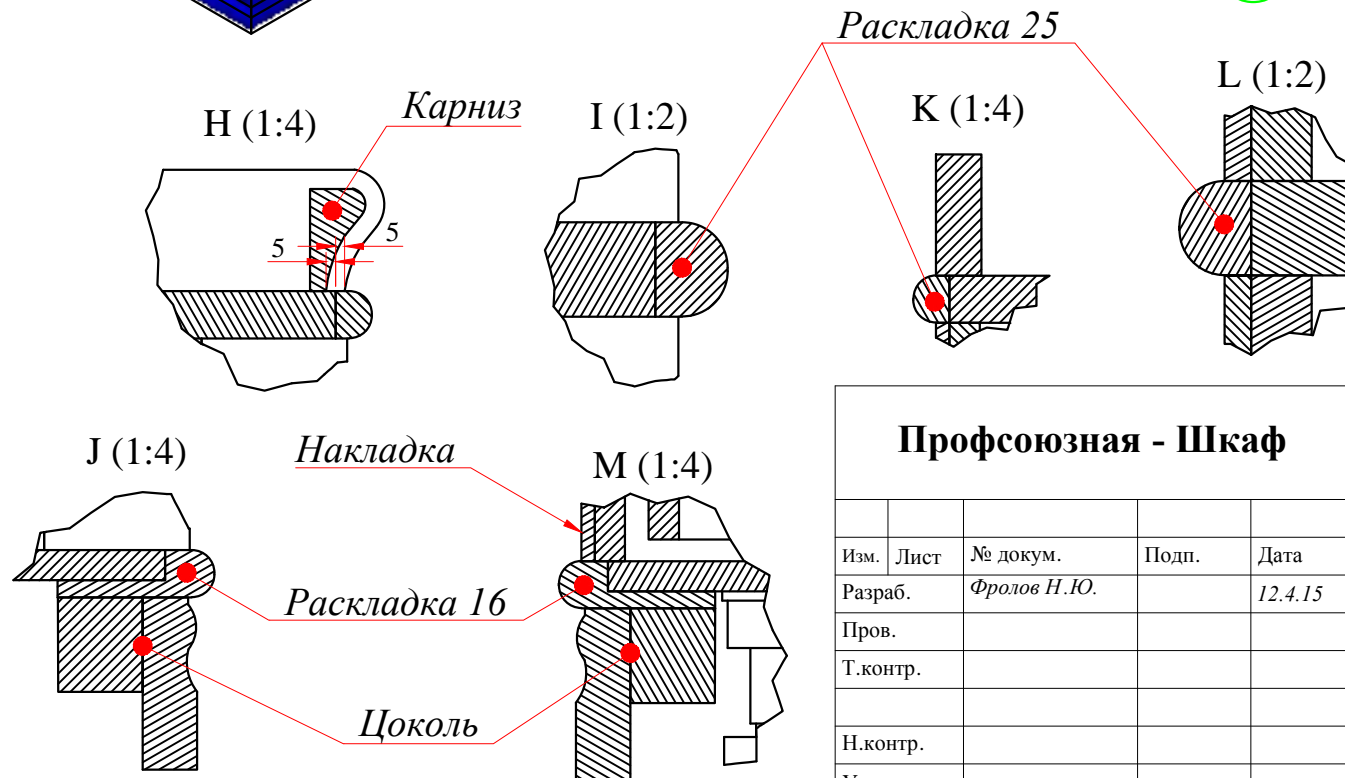 Раскладка 25
L (1:2)
Карниз
H (1:4)
I (1:2)
K (1:4)
5
5
Профсоюзная - Шкаф
J (1:4)
Накладка
M (1:4)
Изм. Лист № докум. Подп. Дата
Разраб. Фролов Н.Ю. 12.4.15
Раскладка 16
Пров.
Т.контр.
Цоколь
Н.контр.